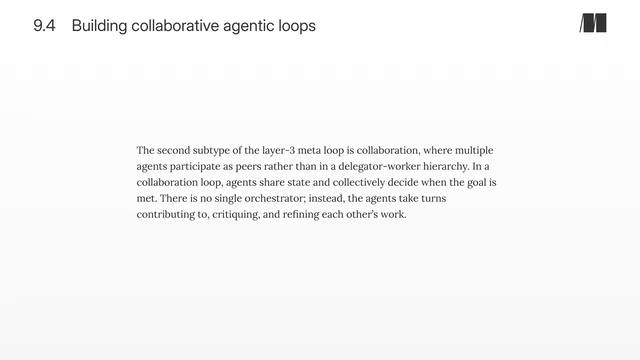 9.4 Building collaborative agentic loops
The second subtype of the layer-3 meta loop is collaboration, where multiple
agents participate as peers rather than in a delegator-worker hierarchy. In a
collaboration loop, agents share state and collectively decide when the goal is
met. There is no single orchestrator; instead, the agents take turns
contributing to, critiquing, and refining each other’s work.